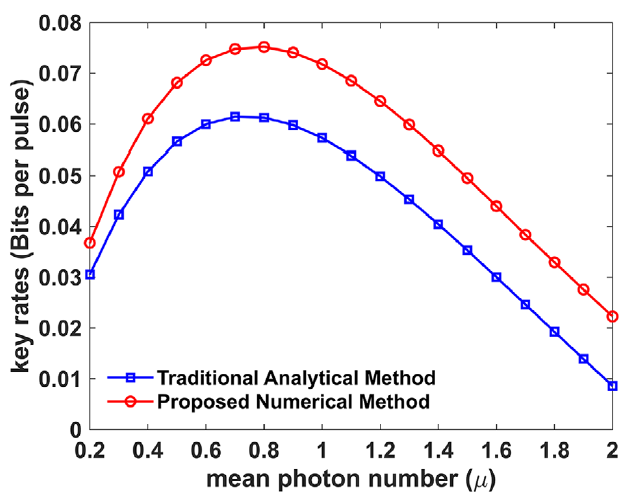 0.08
0.07
0.06
0.05
0.04
0.03
0.02
0.01
0
key rates (Bits per pulse)
Traditional Analytical Method
Proposed Numerical Method
0.2 0.4 0.6 0.8 1 1.2 1.4 1.6 1.8 2
mean photon number (μ)